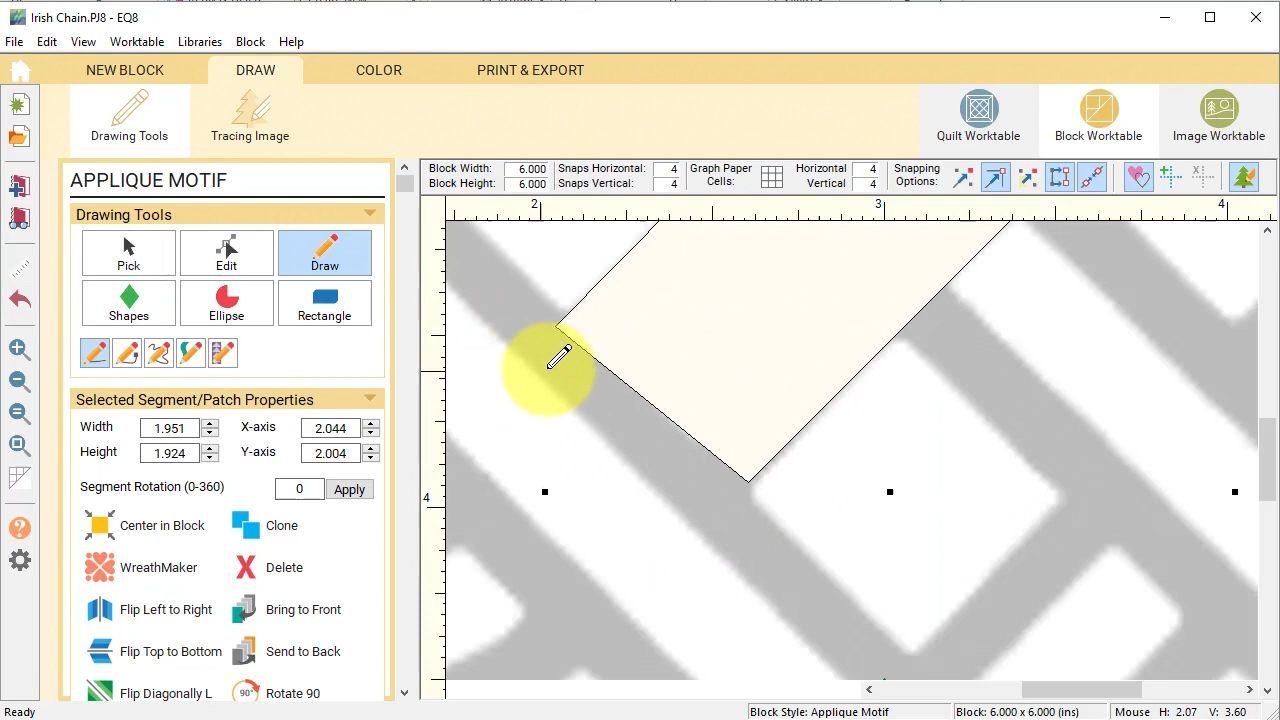 Irish Chain.PJ8 - EQ8
File Edit View Worktable Libraries Block Help
NEW BLOCK DRAW COLOR PRINT & EXPORT
Drawing Tools Tracing Image Quilt Worktable Block Worktable Image Worktable
APPLIQUE MOTIF
Block Width: 6.000 Snaps Horizontal: 4 Graph Paper Horizontal 4 Snapping
Block Height: 6.000 Snaps Vertical: 4 Cells: Vertical 4 Options:
2 3 4
Drawing Tools
Pick Edit Draw
Shapes Ellipse Rectangle
Selected Segment/Patch Properties
Width 1.951 X-axis 2.044
Height 1.924 Y-axis 2.004
Segment Rotation (0-360) 0 Apply
4
Center in Block Clone
WreathMaker Delete
Flip Left to Right Bring to Front
Flip Top to Bottom Send to Back
Flip Diagonally L 90° Rotate 90
Ready Block Style: Applique Motif Block: 6.000 x 6.000 (ins) Mouse H: 2.07 V: 3.60